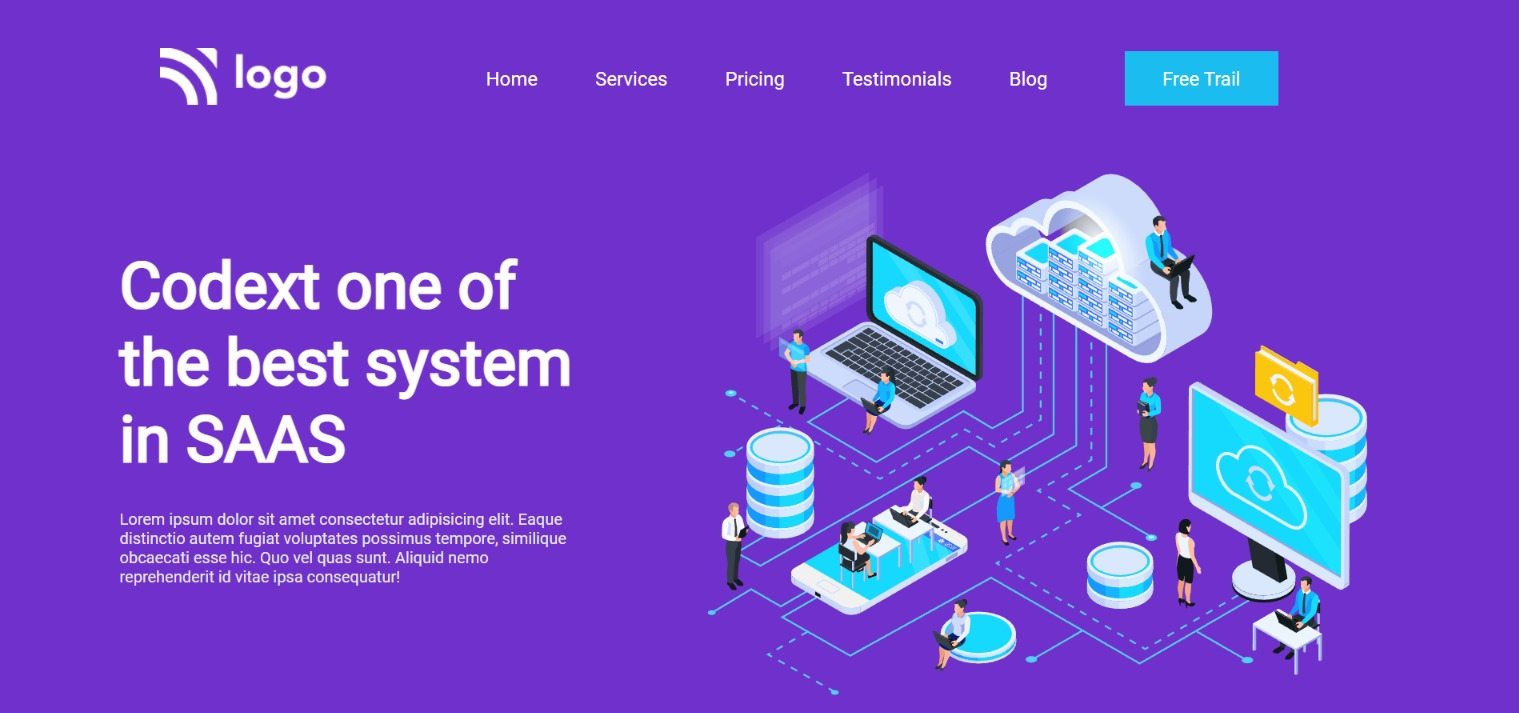 logo
Home Services Pricing Testimonials Blog Free Trail
Codext one of
the best system
in SAAS
Lorem ipsum dolor sit amet consectetur adipisicing elit. Eaque
distinctio autem fugiat voluptates possimus tempore, similique
obcaecati esse hic. Quo vel quas sunt. Aliquid nemo
reprehenderit id vitae ipsa consequatur!